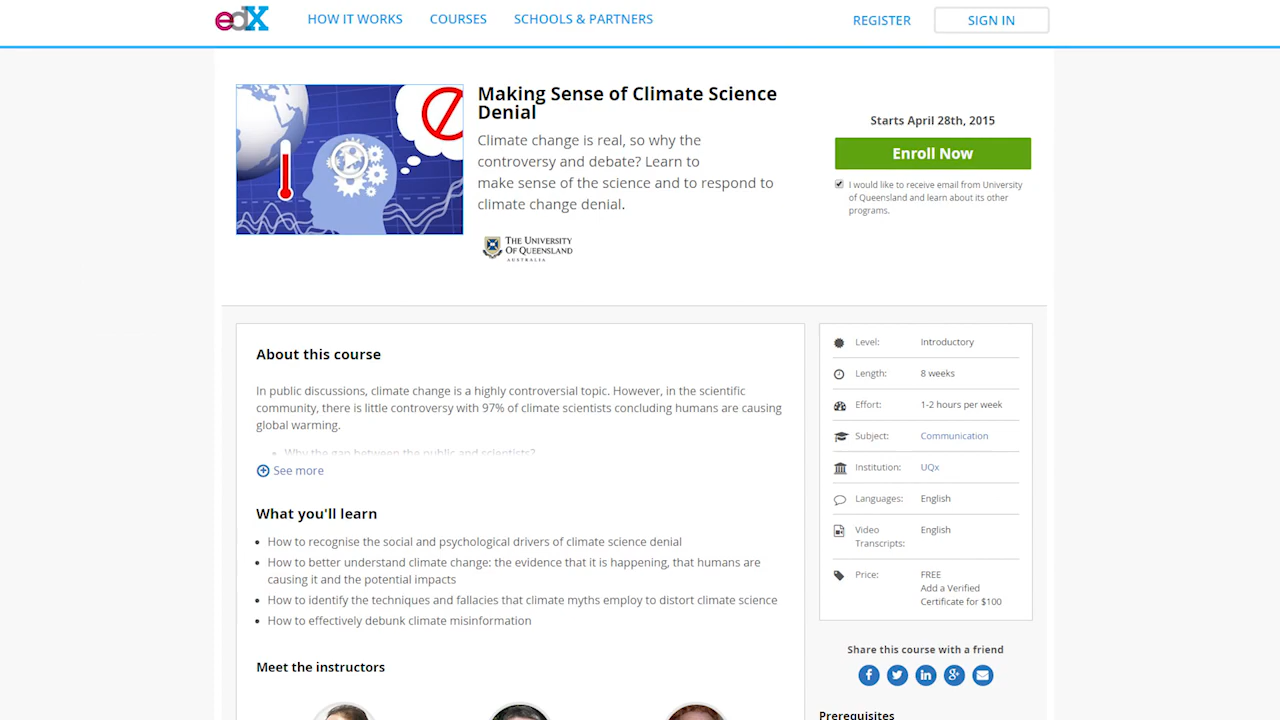 edX
HOW IT WORKS
COURSES
SCHOOLS & PARTNERS
REGISTER
SIGN IN
Making Sense of Climate Science
Denial
Climate change is real, so why the
controversy and debate? Learn to
make sense of the science and to respond to
climate change denial.
THE UNIVERSITY
OF QUEENSLAND
AUSTRALIA
Starts April 28th, 2015
Enroll Now
I would like to receive email from University
of Queensland and learn about its other
programs.
About this course
In public discussions, climate change is a highly controversial topic. However, in the scientific
community, there is little controversy with 97% of climate scientists concluding humans are causing
global warming.
Why the gap between the public and scientists?
See more
What you'll learn
How to recognise the social and psychological drivers of climate science denial
How to better understand climate change: the evidence that it is happening, that humans are
causing it and the potential impacts
How to identify the techniques and fallacies that climate myths employ to distort climate science
How to effectively debunk climate misinformation
Meet the instructors
Level: Introductory
Length: 8 weeks
Effort: 1-2 hours per week
Subject: Communication
Institution: UQx
Languages: English
Video English
Transcripts:
Price: FREE
Add a Verified
Certificate for $100
Share this course with a friend
Prerequisites